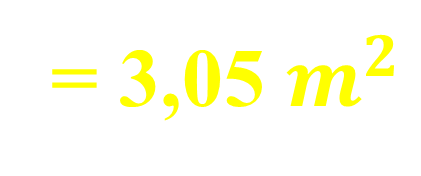 = 3,05 m²